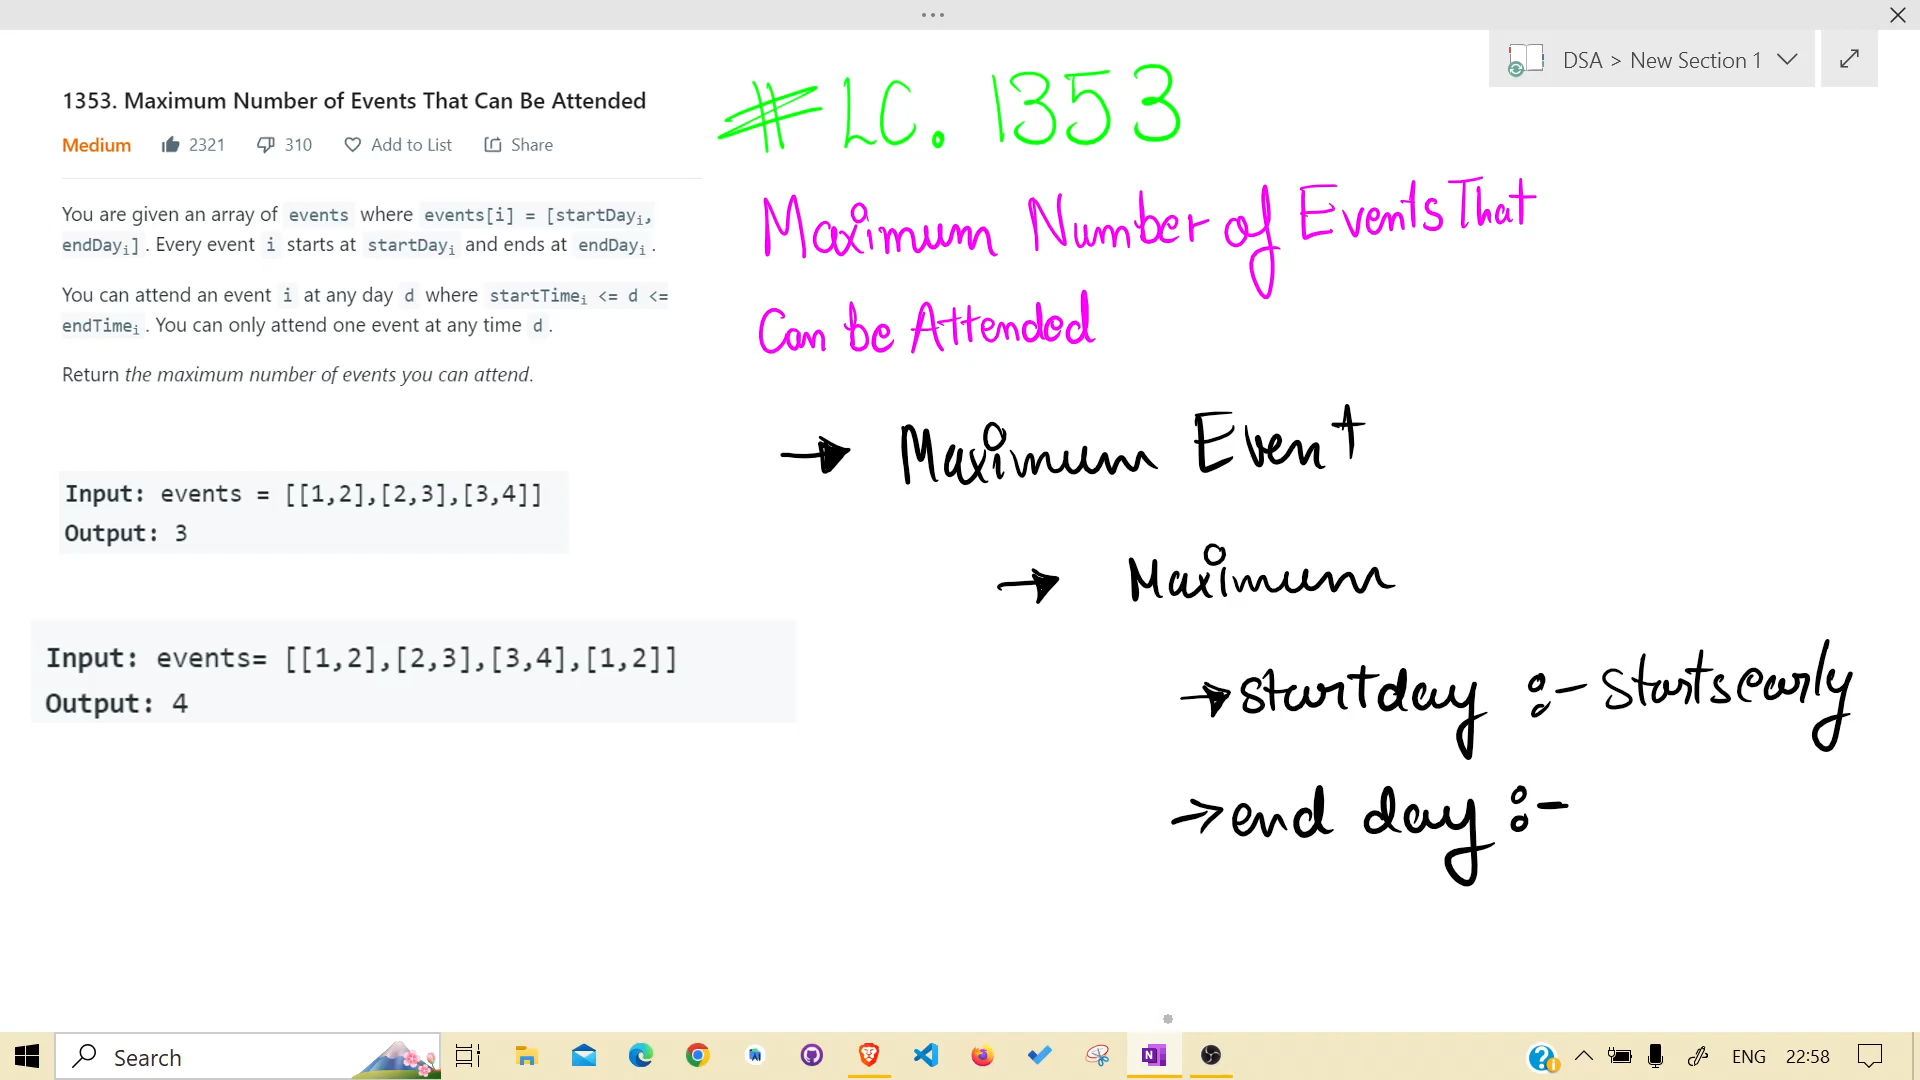 DSA > New Section 1
1353. Maximum Number of Events That Can Be Attended
Medium 2321 310 Add to List Share
You are given an array of events where events[i] = [startDayi,
endDayi]. Every event i starts at startDayi and ends at endDayi.
You can attend an event i at any day d where startTimei <= d <=
endTimei. You can only attend one event at any time d.
Return the maximum number of events you can attend.
Input: events = [[1,2],[2,3],[3,4]]
Output: 3
Input: events= [[1,2],[2,3],[3,4],[1,2]]
Output: 4
# LC. 1353
Maximum Number of Events That
Can be Attended
→ Maximum Event
→ Maximum
→ startday :- starts early
→ end day :-
Search
ENG 22:58